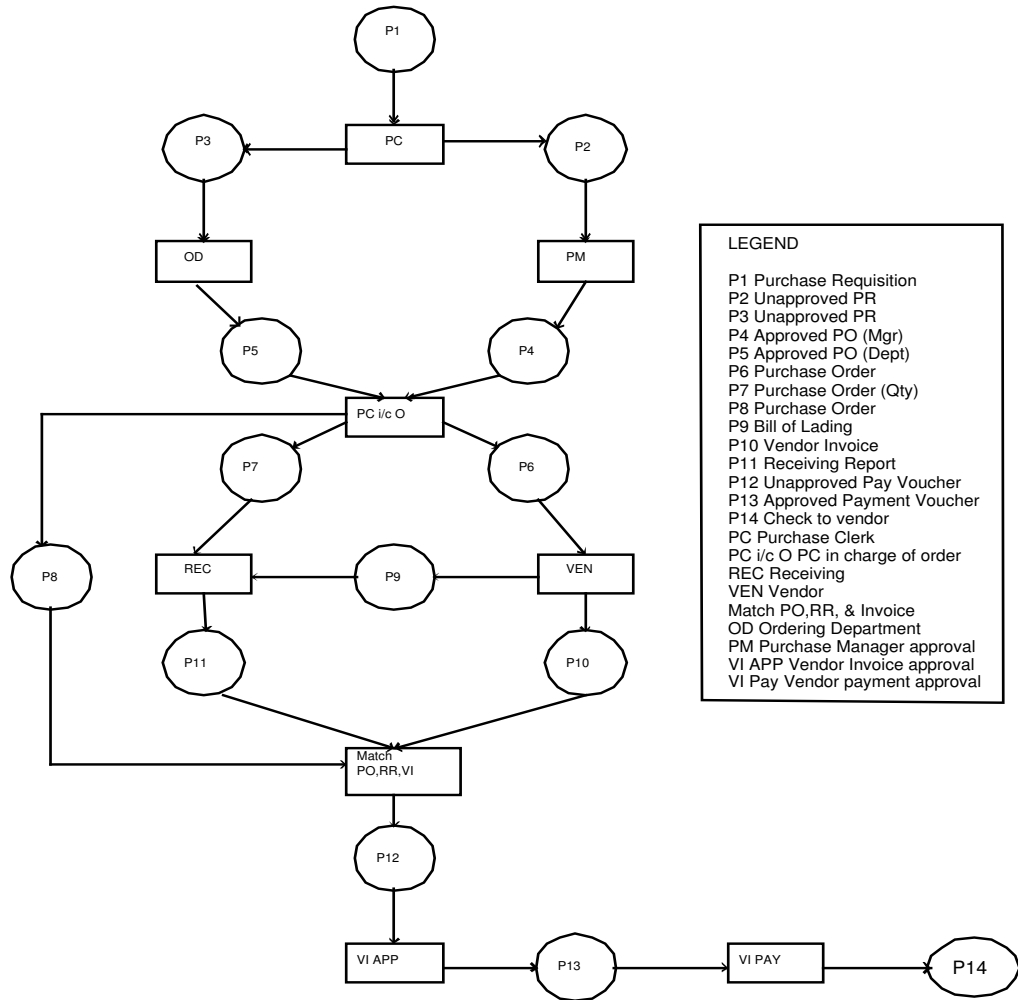 P1
P3
PC
P2
OD
PM
P5
P4
PC i/c O
P7
P6
P8
REC
P9
VEN
P11
P10
Match
PO,RR,VI
P12
VI APP
P13
VI PAY
P14
LEGEND
P1 Purchase Requisition
P2 Unapproved PR
P3 Unapproved PR
P4 Approved PO (Mgr)
P5 Approved PO (Dept)
P6 Purchase Order
P7 Purchase Order (Qty)
P8 Purchase Order
P9 Bill of Lading
P10 Vendor Invoice
P11 Receiving Report
P12 Unapproved Pay Voucher
P13 Approved Payment Voucher
P14 Check to vendor
PC Purchase Clerk
PC i/c O PC in charge of order
REC Receiving
VEN Vendor
Match PO,RR, & Invoice
OD Ordering Department
PM Purchase Manager approval
VI APP Vendor Invoice approval
VI Pay Vendor payment approval